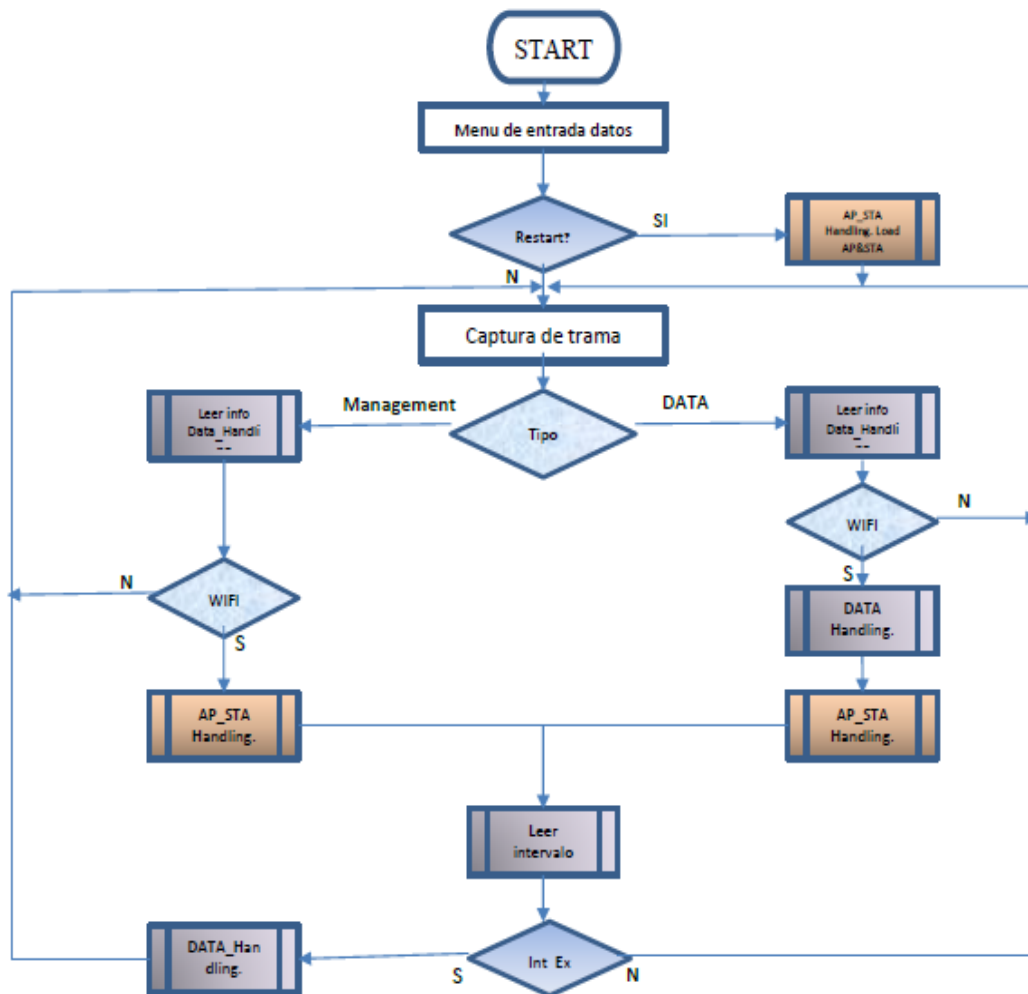 START
Menu de entrada datos
Restart?
SI
AP_STA
Handling. Load
AP&STA
N
Captura de trama
Management
Tipo
DATA
Leer info
Data_Handli
Leer info
Data_Handli
WIFI
N
S
N
WIFI
S
DATA
Handling.
AP_STA
Handling.
AP_STA
Handling.
Leer
intervalo
DATA_Han
dling.
S
Int Ex
N